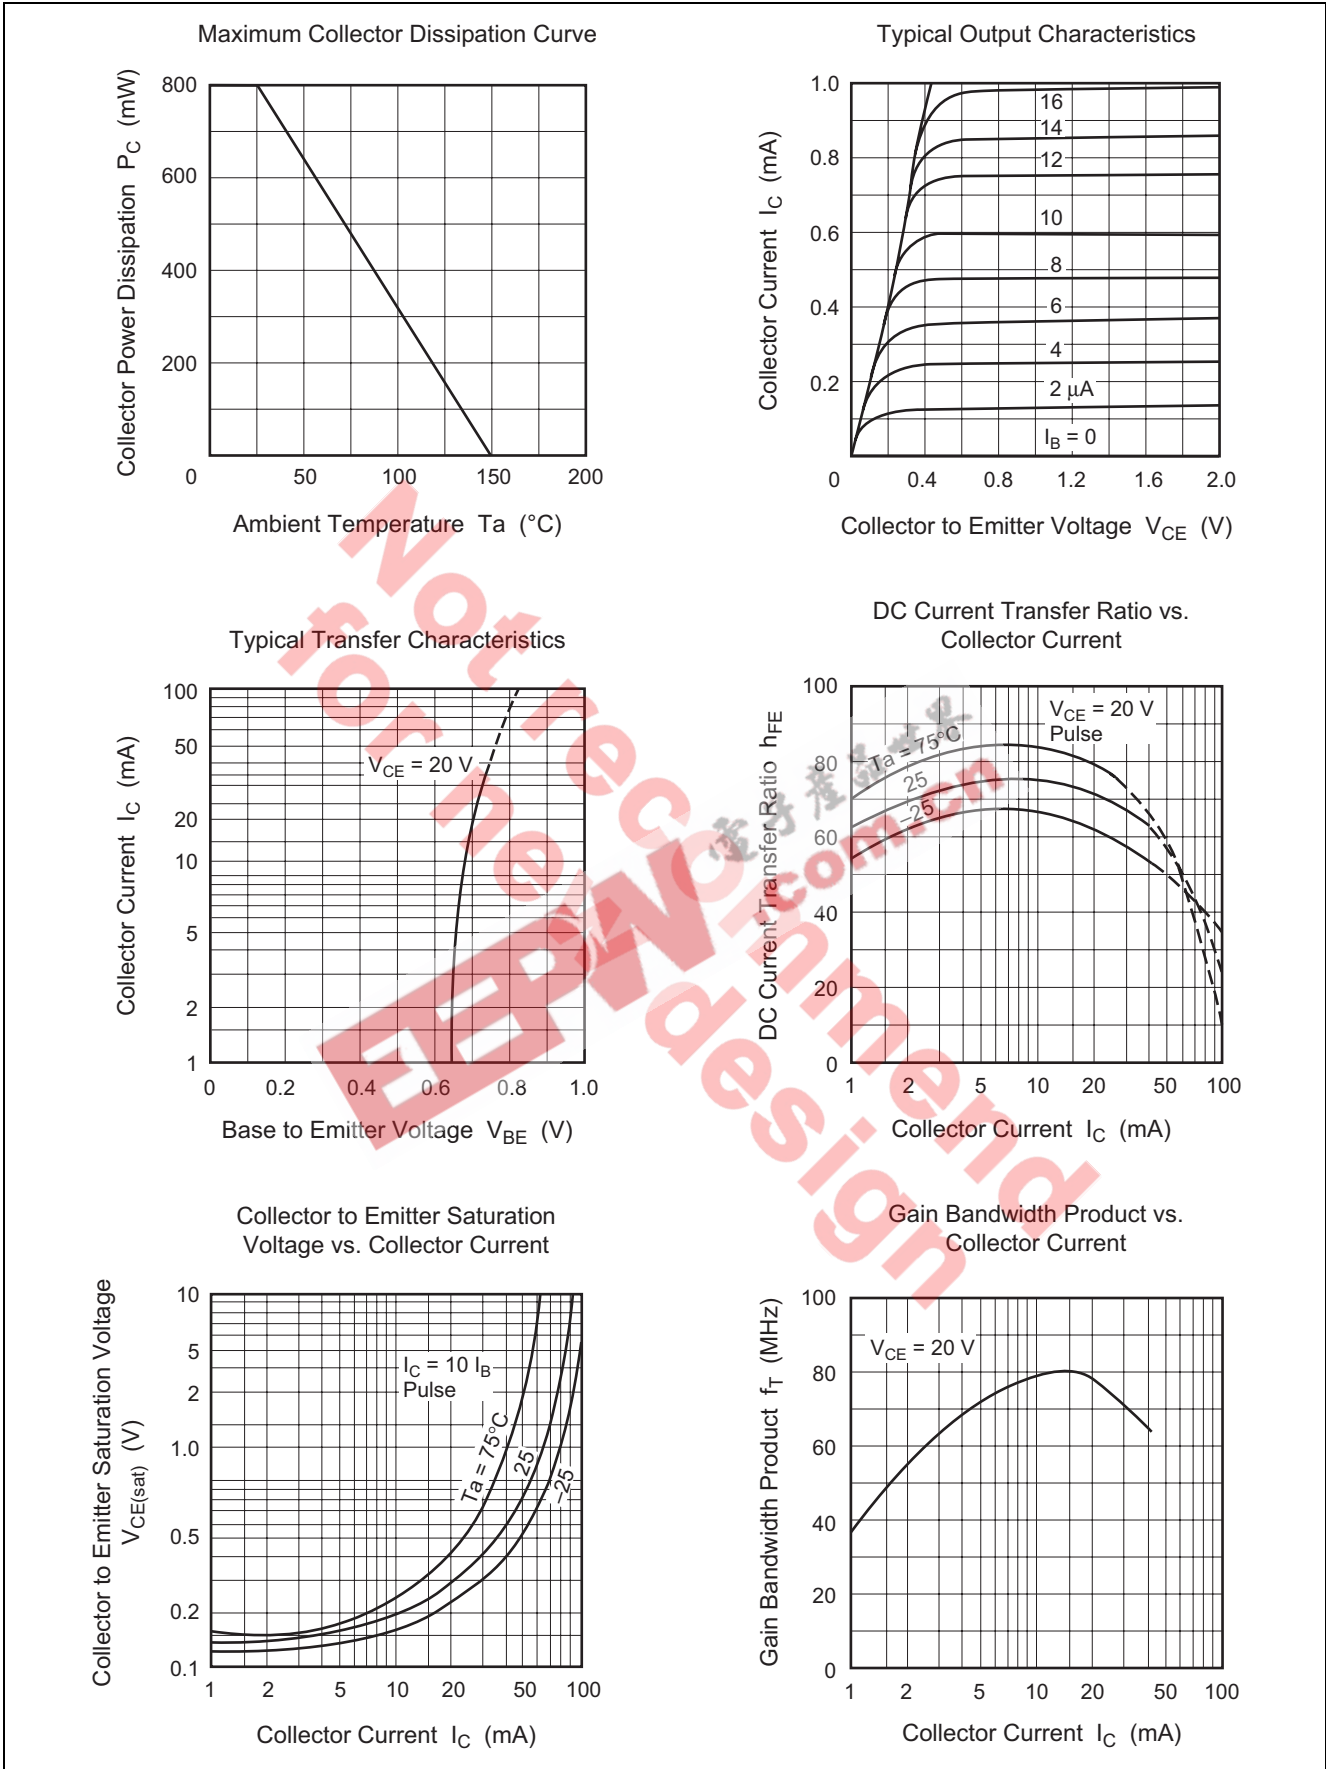 Maximum Collector Dissipation Curve
Collector Power Dissipation PC (mW)
800
600
400
200
0
50
100
150
200
Ambient Temperature Ta (°C)
Typical Output Characteristics
Collector Current IC (mA)
1.0
0.8
0.6
0.4
0.2
16
14
12
10
8
6
4
2 μA
IB = 0
0
0.4
0.8
1.2
1.6
2.0
Collector to Emitter Voltage VCE (V)
Typical Transfer Characteristics
Collector Current IC (mA)
100
50
20
10
5
2
1
VCE = 20 V
0
0.2
0.4
0.6
0.8
1.0
Base to Emitter Voltage VBE (V)
DC Current Transfer Ratio vs.
Collector Current
DC Current Transfer Ratio hFE
100
80
60
40
20
0
VCE = 20 V
Pulse
Ta = 75°C
25
–25
1
2
5
10
20
50
100
Collector Current IC (mA)
Collector to Emitter Saturation
Voltage vs. Collector Current
Collector to Emitter Saturation Voltage
VCE(sat) (V)
10
5
2
1.0
0.5
0.2
0.1
IC = 10 IB
Pulse
Ta = 75°C
25
–25
1
2
5
10
20
50
100
Collector Current IC (mA)
Gain Bandwidth Product vs.
Collector Current
Gain Bandwidth Product fT (MHz)
100
80
60
40
20
0
VCE = 20 V
1
2
5
10
20
50
100
Collector Current IC (mA)
Not recommend
for new design
EEPW
.com.cn
電子產品世界